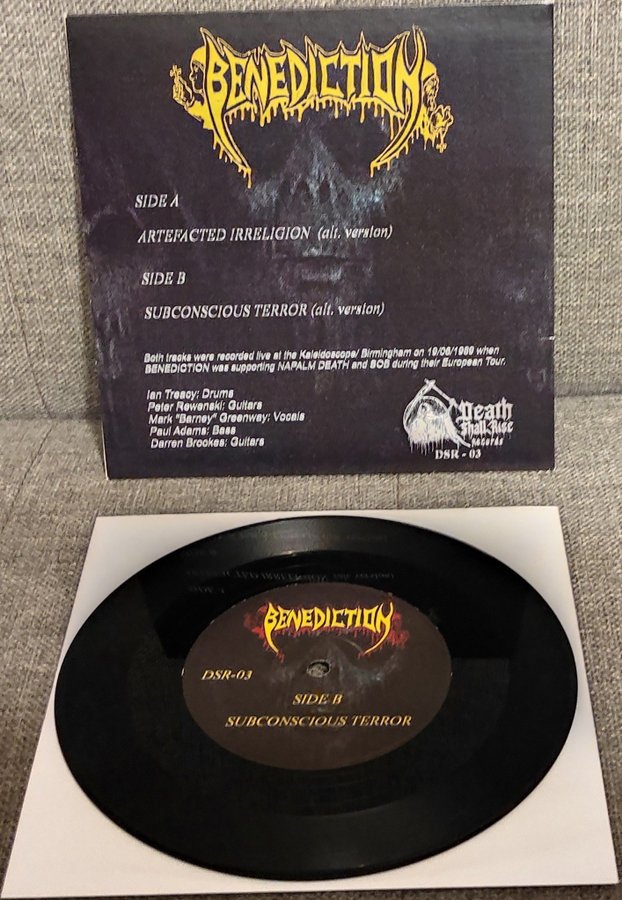 BENEDICTION
SIDE A
ARTEFACTED IRRELIGION (alt. version)
SIDE B
SUBCONSCIOUS TERROR (alt. version)
Both tracks were recorded live at the Kaleidoscope/ Birmingham on 19/06/1989 when
BENEDICTION was supporting NAPALM DEATH and SOB during their European Tour.
Ian Treacy: Drums
Peter Rewenski: Guitars
Mark "Barney" Greenway: Vocals
Paul Adams: Bass
Darren Brookes: Guitars
Death
Shall Rise
records
DSR - 03
BENEDICTION
DSR-03
SIDE B
SUBCONSCIOUS TERROR